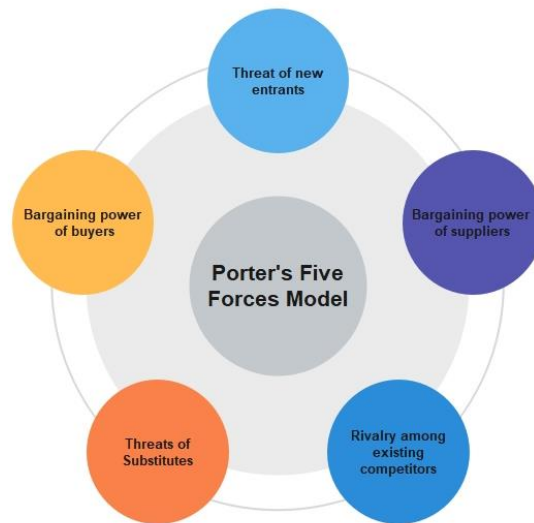 Threat of new
entrants
Bargaining power
of buyers
Bargaining power
of suppliers
Porter's Five
Forces Model
Threats of
Substitutes
Rivalry among
existing
competitors